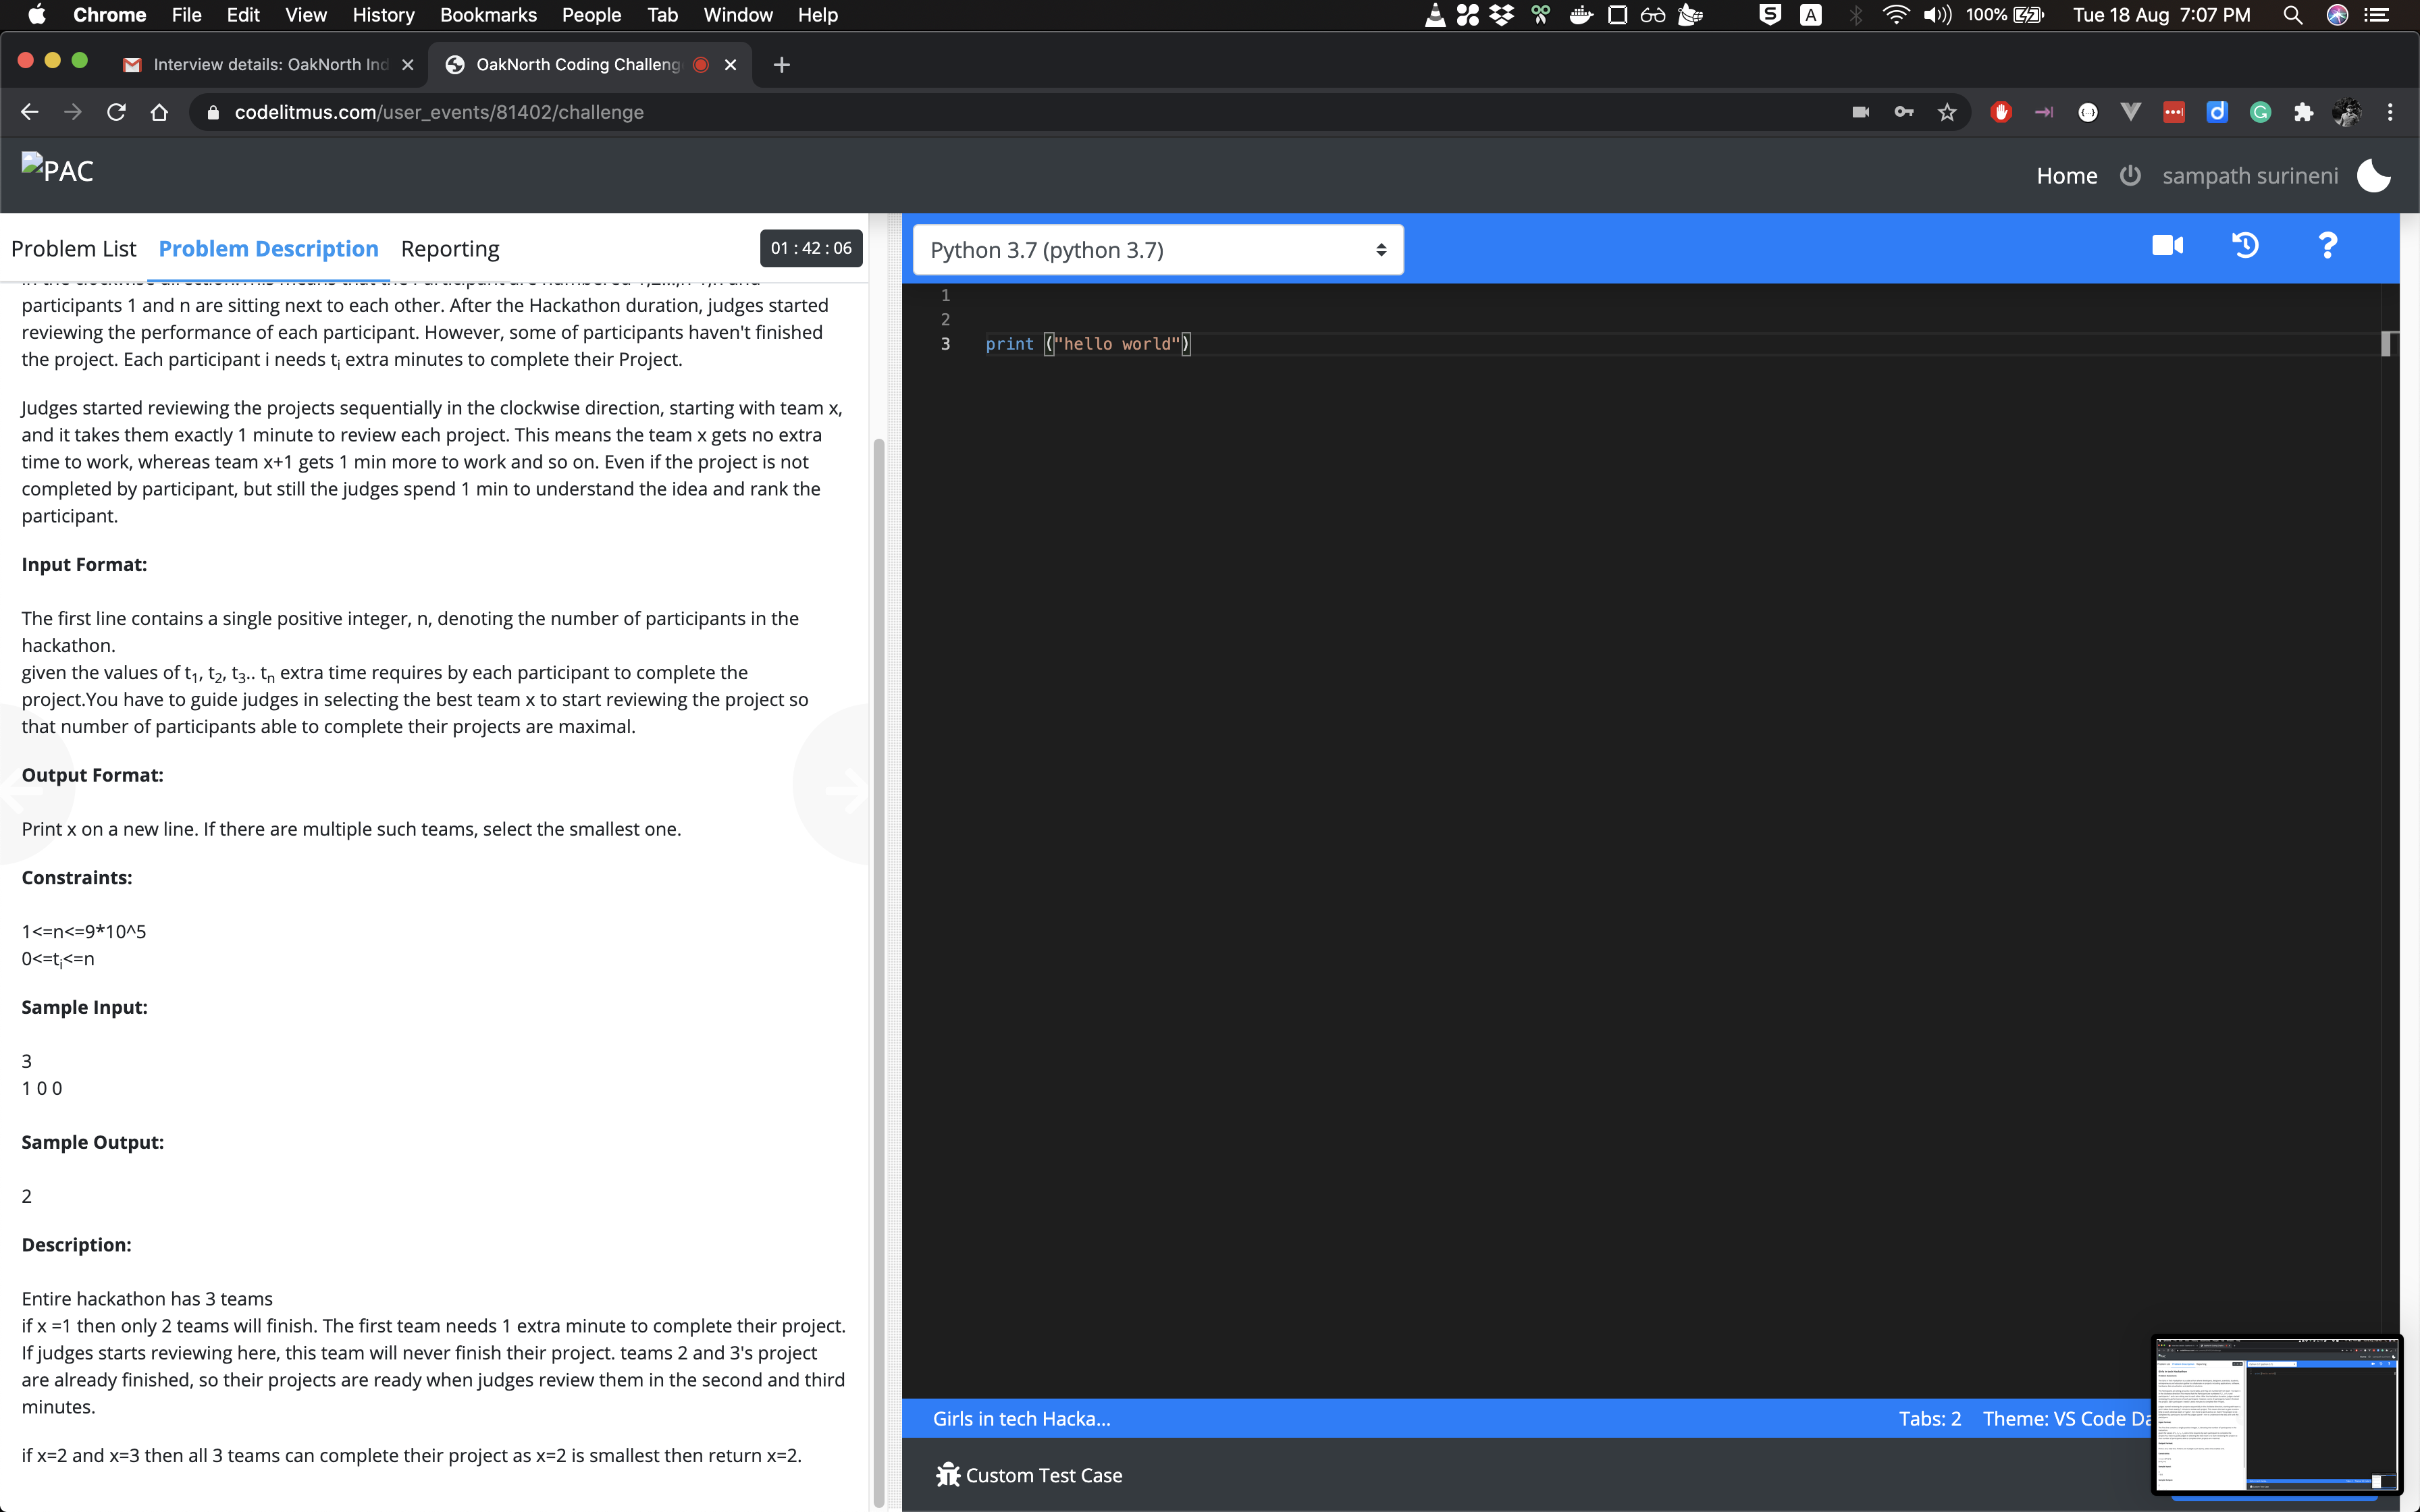 Chrome File Edit View History Bookmarks People Tab Window Help 100% Tue 18 Aug 7:07 PM
Interview details: OakNorth Ind OakNorth Coding Challeng
codelitmus.com/user_events/81402/challenge
PAC
Home sampath surineni
Problem List Problem Description Reporting 01 : 42 : 06
participants 1 and n are sitting next to each other. After the Hackathon duration, judges started
reviewing the performance of each participant. However, some of participants haven't finished
the project. Each participant i needs ti extra minutes to complete their Project.
Judges started reviewing the projects sequentially in the clockwise direction, starting with team x,
and it takes them exactly 1 minute to review each project. This means the team x gets no extra
time to work, whereas team x+1 gets 1 min more to work and so on. Even if the project is not
completed by participant, but still the judges spend 1 min to understand the idea and rank the
participant.
Input Format:
The first line contains a single positive integer, n, denoting the number of participants in the
hackathon.
given the values of t1, t2, t3.. tn extra time requires by each participant to complete the
project.You have to guide judges in selecting the best team x to start reviewing the project so
that number of participants able to complete their projects are maximal.
Output Format:
Print x on a new line. If there are multiple such teams, select the smallest one.
Constraints:
1<=n<=9*10^5
0<=ti<=n
Sample Input:
3
1 0 0
Sample Output:
2
Description:
Entire hackathon has 3 teams
if x =1 then only 2 teams will finish. The first team needs 1 extra minute to complete their project.
If judges starts reviewing here, this team will never finish their project. teams 2 and 3's project
are already finished, so their projects are ready when judges review them in the second and third
minutes.
if x=2 and x=3 then all 3 teams can complete their project as x=2 is smallest then return x=2.
Python 3.7 (python 3.7)
1
2
3 print ("hello world")
Girls in tech Hacka... Tabs: 2 Theme: VS Code Da
Custom Test Case